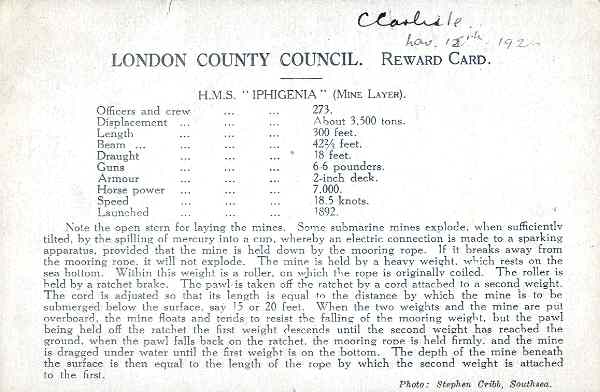 C Carlisle.
Nov. 18th. 192
LONDON COUNTY COUNCIL. REWARD CARD.
H.M.S. "IPHIGENIA" (MINE LAYER).
Officers and crew ... ... 273.
Displacement ... ... ... About 3,500 tons.
Length ... ... ... 300 feet.
Beam ... ... ... ... 42⅔ feet.
Draught ... ... ... 18 feet.
Guns ... ... ... 6-6 pounders.
Armour ... ... ... 2-inch deck.
Horse power ... ... ... 7,000.
Speed ... ... ... 18.5 knots.
Launched ... ... ... 1892.
Note the open stern for laying the mines. Some submarine mines explode, when sufficiently
tilted, by the spilling of mercury into a cup, whereby an electric connection is made to a sparking
apparatus, provided that the mine is held down by the mooring rope. If it breaks away from
the mooring rope, it will not explode. The mine is held by a heavy weight, which rests on the
sea bottom. Within this weight is a roller, on which the rope is originally coiled. The roller is
held by a ratchet brake. The pawl is taken off the ratchet by a cord attached to a second weight.
The cord is adjusted so that its length is equal to the distance by which the mine is to be
submerged below the surface, say 15 or 20 feet. When the two weights and the mine are put
overboard, the mine floats and tends to resist the falling of the mooring weight, but the pawl
being held off the ratchet the first weight descends until the second weight has reached the
ground, when the pawl falls back on the ratchet, the mooring rope is held firmly, and the mine
is dragged under water until the first weight is on the bottom. The depth of the mine beneath
the surface is then equal to the length of the rope by which the second weight is attached
to the first.
Photo: Stephen Cribb, Southsea.